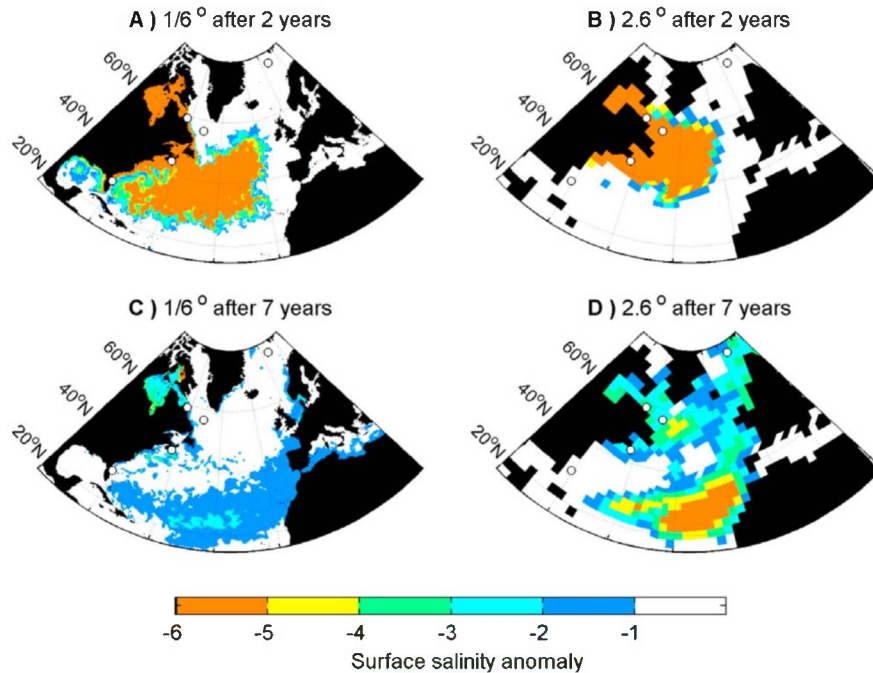 A ) 1/6 ° after 2 years
B ) 2.6 ° after 2 years
60°N
40°N
20°N
60°N
40°N
20°N
C ) 1/6 ° after 7 years
D ) 2.6 ° after 7 years
60°N
40°N
20°N
60°N
40°N
20°N
-6 -5 -4 -3 -2 -1
Surface salinity anomaly